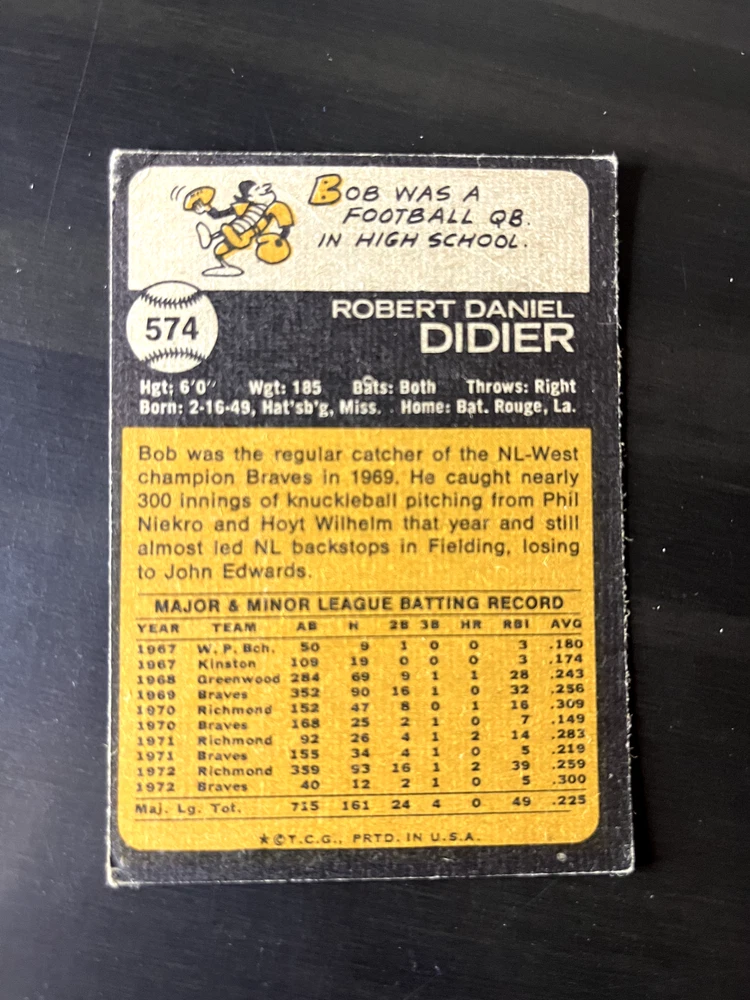 BOB WAS A
FOOTBALL QB.
IN HIGH SCHOOL.
574
ROBERT DANIEL
DIDIER
Hgt: 6'0" Wgt: 185 Bats: Both Throws: Right
Born: 2-16-49, Hat'sb'g, Miss. Home: Bat. Rouge, La.
Bob was the regular catcher of the NL-West
champion Braves in 1969. He caught nearly
300 innings of knuckleball pitching from Phil
Niekro and Hoyt Wilhelm that year and still
almost led NL backstops in Fielding, losing
to John Edwards.
MAJOR & MINOR LEAGUE BATTING RECORD
YEAR TEAM AB H 2B 3B HR RBI AVG
1967 W. P. Bch. 50 9 1 0 0 3 .180
1967 Kinston 109 19 0 0 0 3 .174
1968 Greenwood 284 69 9 1 1 28 .243
1969 Braves 352 90 16 1 0 32 .256
1970 Richmond 152 47 8 0 1 16 .309
1970 Braves 168 25 2 1 0 7 .149
1971 Richmond 92 26 4 1 2 14 .283
1971 Braves 155 34 4 1 0 5 .219
1972 Richmond 359 93 16 1 2 39 .259
1972 Braves 40 12 2 1 0 5 .300
Maj. Lg. Tot. 715 161 24 4 0 49 .225
★©T.C.G., PRTD. IN U.S.A.